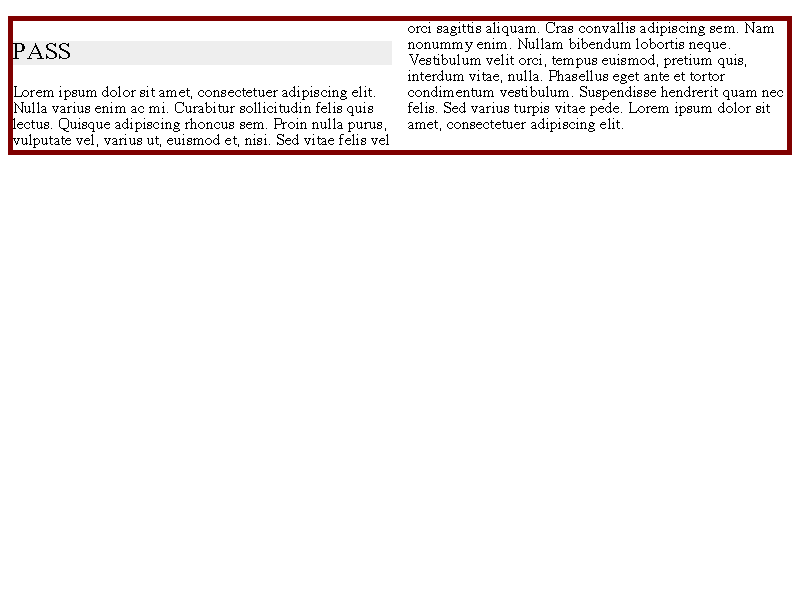 PASS
Lorem ipsum dolor sit amet, consectetuer adipiscing elit.
Nulla varius enim ac mi. Curabitur sollicitudin felis quis
lectus. Quisque adipiscing rhoncus sem. Proin nulla purus,
vulputate vel, varius ut, euismod et, nisi. Sed vitae felis vel
orci sagittis aliquam. Cras convallis adipiscing sem. Nam
nonummy enim. Nullam bibendum lobortis neque.
Vestibulum velit orci, tempus euismod, pretium quis,
interdum vitae, nulla. Phasellus eget ante et tortor
condimentum vestibulum. Suspendisse hendrerit quam nec
felis. Sed varius turpis vitae pede. Lorem ipsum dolor sit
amet, consectetuer adipiscing elit.